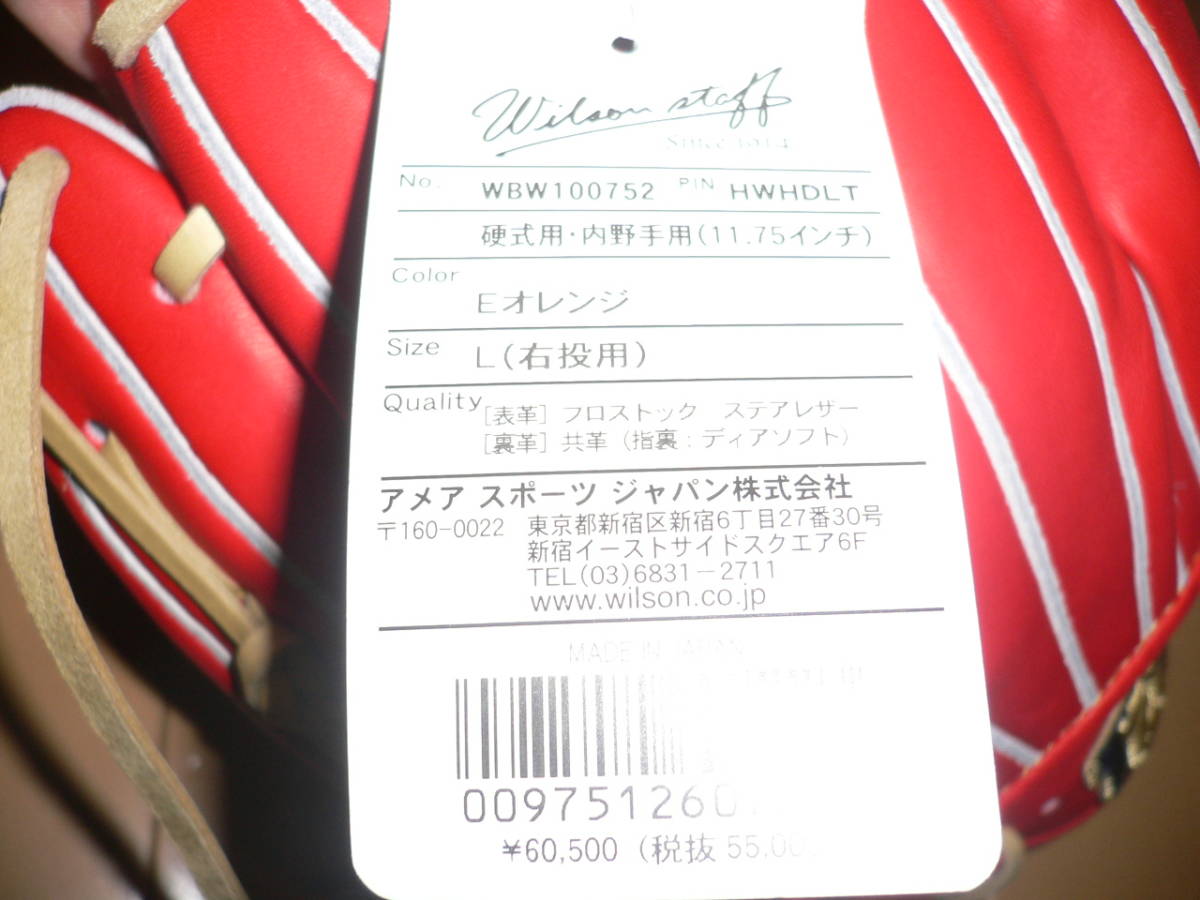 Wilson staff
Since 1914
No. WBW100752 PIN HWHDLT
硬式用・内野手用(11.75インチ)
Color Eオレンジ
Size L(右投用)
Quality [表革] フロストック ステアレザー
[裏革] 共革 (指裏:ディアソフト)
アメア スポーツ ジャパン株式会社
〒160-0022 東京都新宿区新宿6丁目27番30号
新宿イーストサイドスクエア6F
TEL(03)6831-2711
www.wilson.co.jp
MADE IN JAPAN
00975126
¥60,500 (税抜 55,00